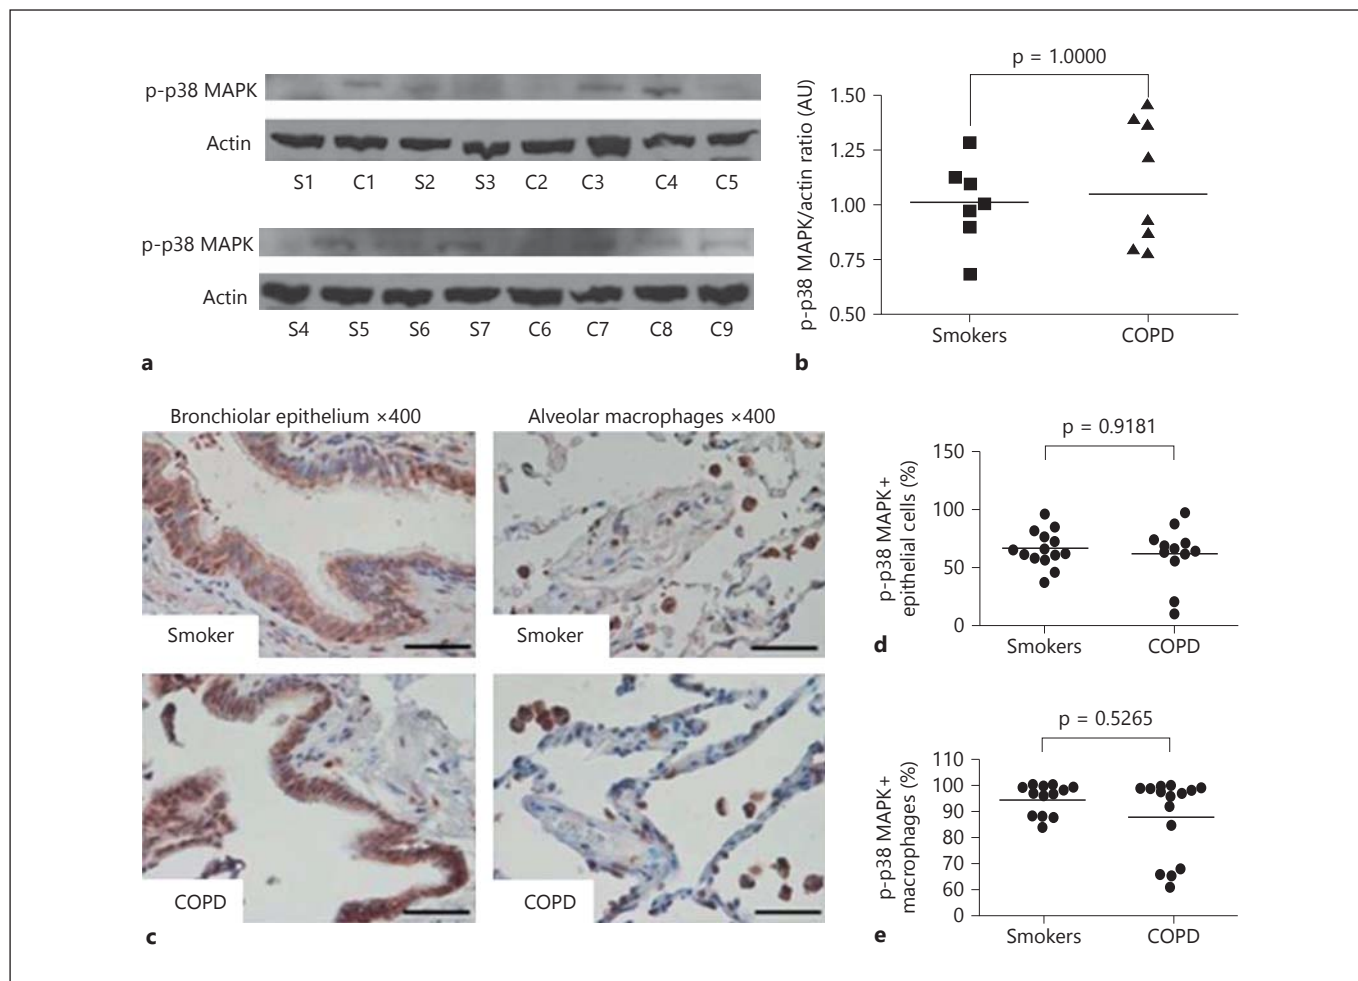 p-p38 MAPK
Actin
S1 C1 S2 S3 C2 C3 C4 C5
p-p38 MAPK
Actin
S4 S5 S6 S7 C6 C7 C8 C9
a
p = 1.0000
p-p38 MAPK/actin ratio (AU)
1.50
1.25
1.00
0.75
0.50
Smokers COPD
b
Bronchiolar epithelium ×400
Alveolar macrophages ×400
Smoker
Smoker
COPD
COPD
c
p = 0.9181
p-p38 MAPK+
epithelial cells (%)
150
100
50
0
Smokers COPD
d
p = 0.5265
p-p38 MAPK+
macrophages (%)
110
100
90
80
70
60
0
Smokers COPD
e